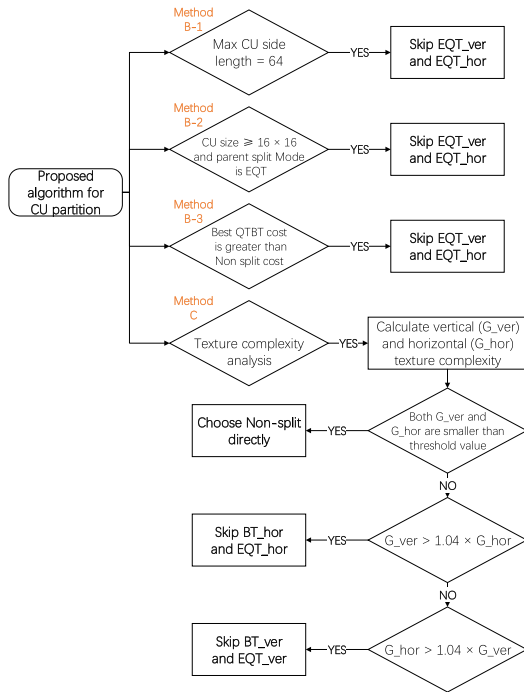 Proposed
algorithm for
CU partition
Method
B-1
Max CU side
length = 64
YES
Skip EQT_ver
and EQT_hor
Method
B-2
CU size ≥ 16 × 16
and parent split Mode
is EQT
YES
Skip EQT_ver
and EQT_hor
Method
B-3
Best QTBT cost
is greater than
Non split cost
YES
Skip EQT_ver
and EQT_hor
Method
C
Texture complexity
analysis
YES
Calculate vertical (G_ver)
and horizontal (G_hor)
texture complexity
Both G_ver and
G_hor are smaller than
threshold value
YES
Choose Non-split
directly
NO
G_ver > 1.04 × G_hor
YES
Skip BT_hor
and EQT_hor
NO
G_hor > 1.04 × G_ver
YES
Skip BT_ver
and EQT_ver